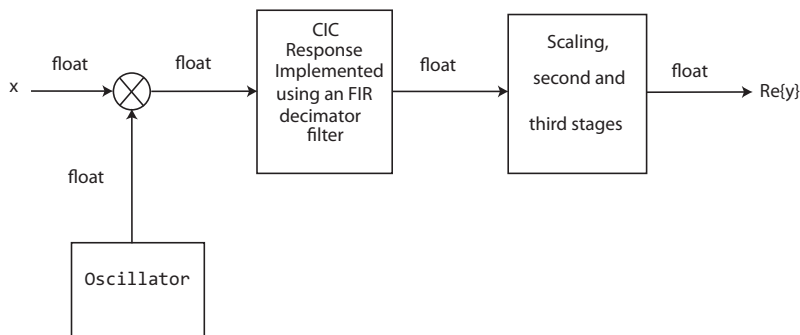 x
float
float
CIC
Response
Implemented
using an FIR
decimator
filter
float
Scaling,
second and
third stages
float
Re{y}
float
Oscillator